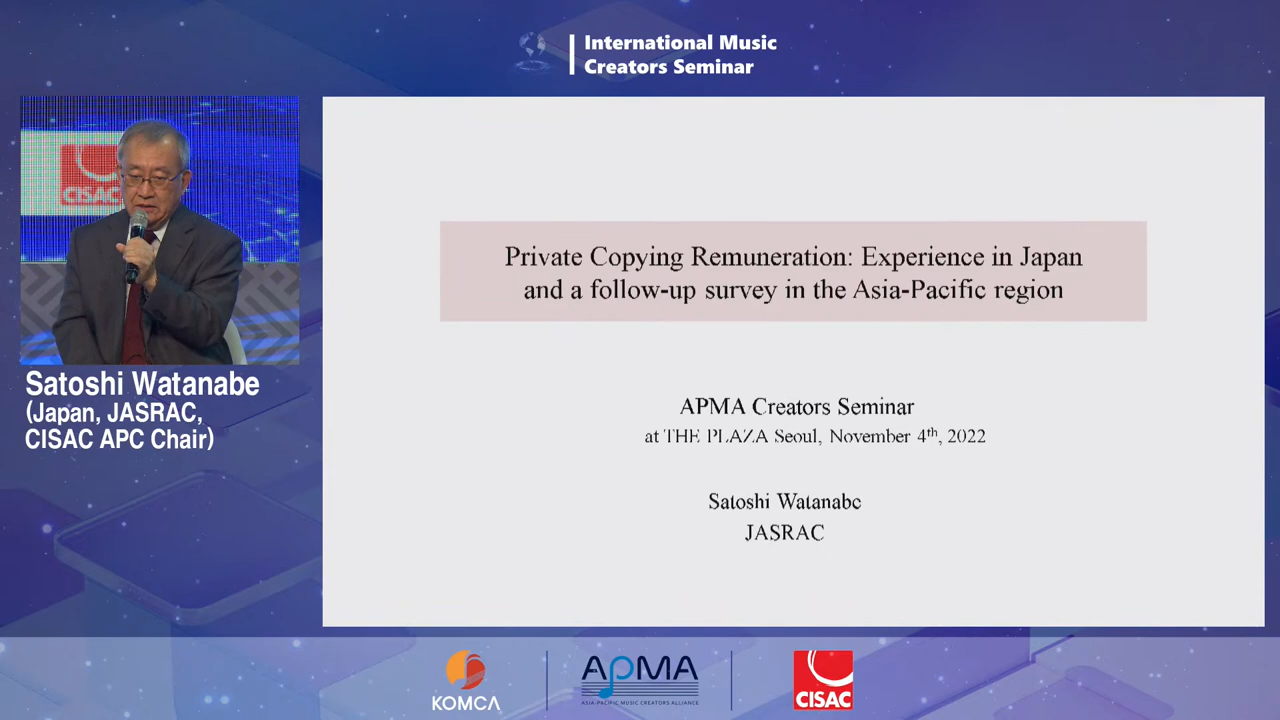 International Music
Creators Seminar
CISAC
Satoshi Watanabe
(Japan, JASRAC,
CISAC APC Chair)
Private Copying Remuneration: Experience in Japan
and a follow-up survey in the Asia-Pacific region
APMA Creators Seminar
at THE PLAZA Seoul, November 4th, 2022
Satoshi Watanabe
JASRAC
KOMCA
APMA
ASIA-PACIFIC MUSIC CREATORS ALLIANCE
CISAC